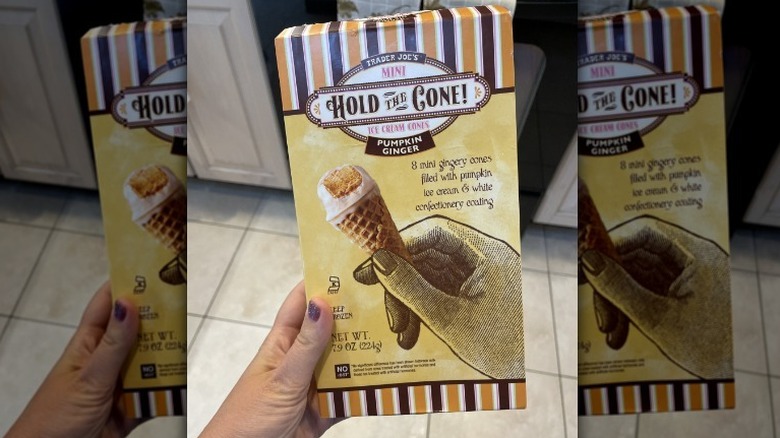 TRADER JOE'S
MINI
HOLD THE CONE!
ICE CREAM CONES
PUMPKIN
GINGER
8 mini gingery cones
filled with pumpkin
ice cream & white
confectionery coating
KEEP
FROZEN
NET WT.
7.9 OZ (224g)
NO